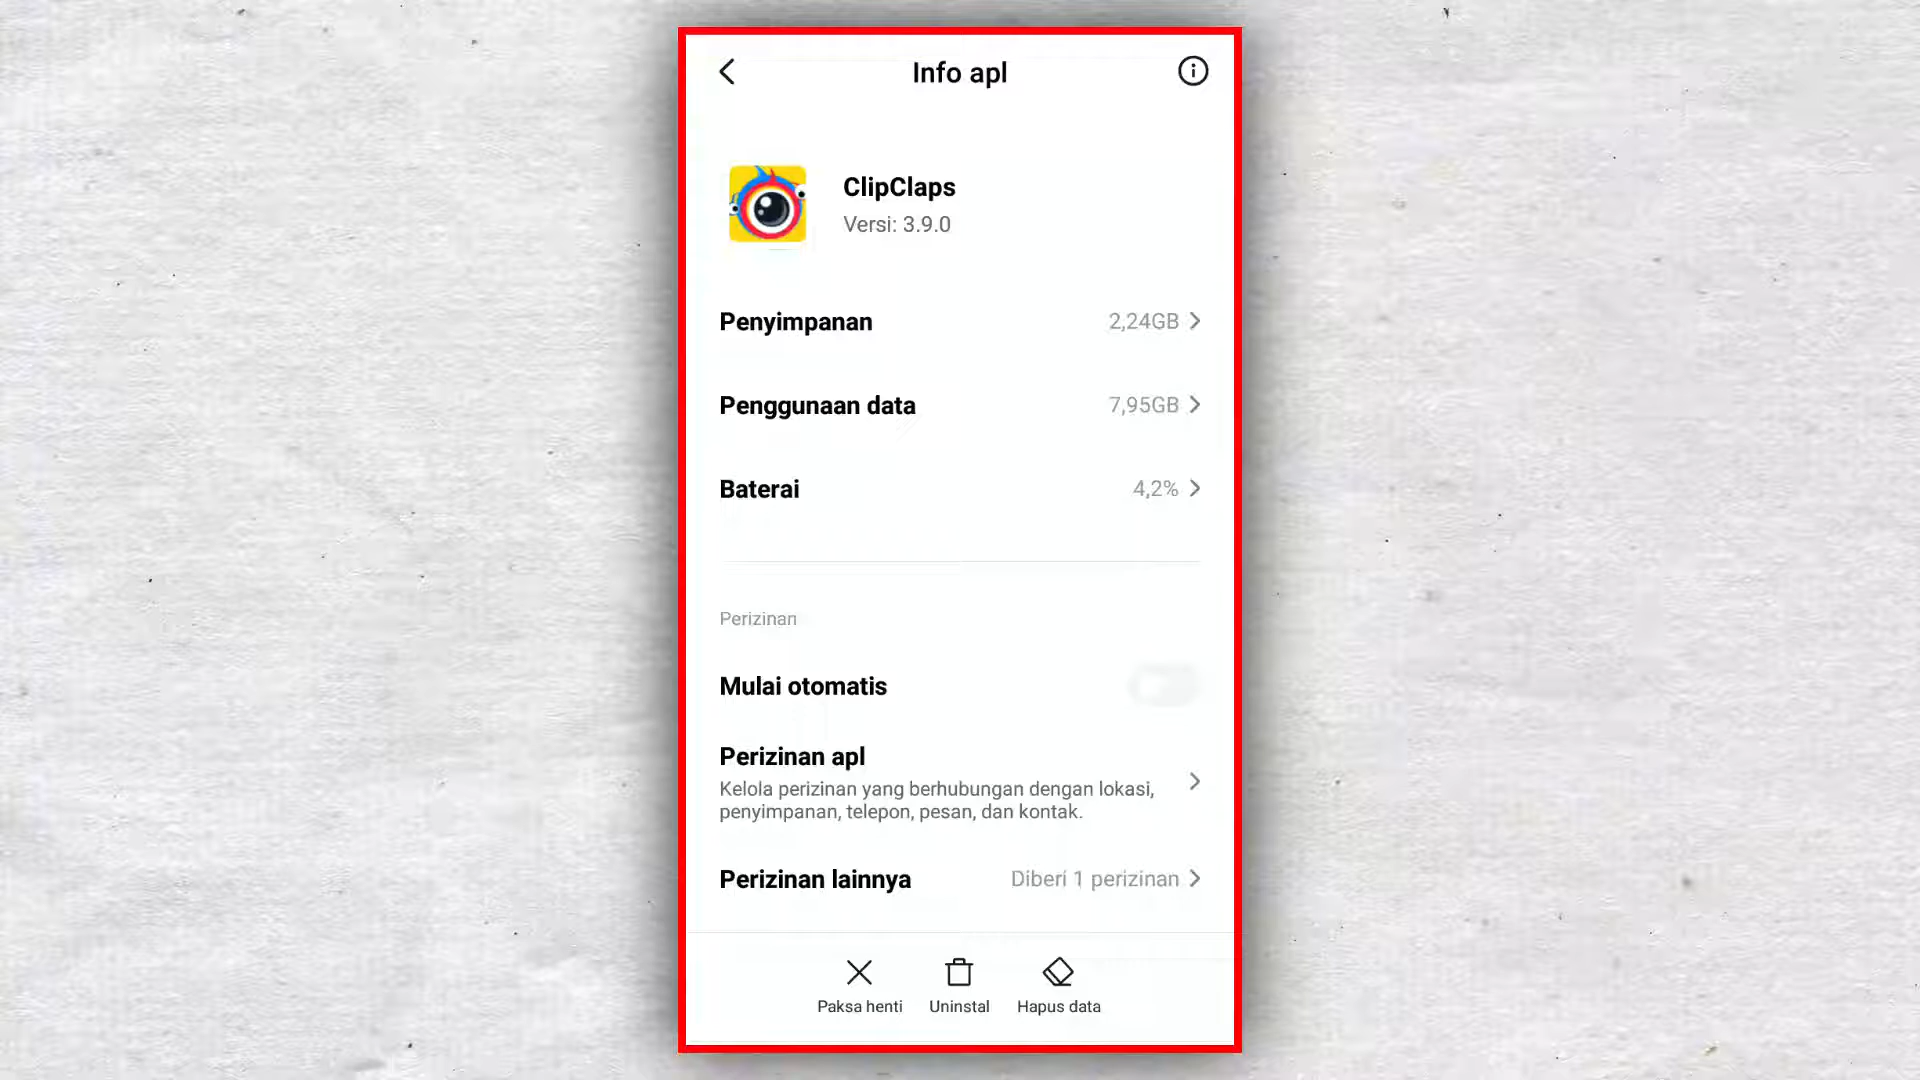 Info apl
ClipClaps
Versi: 3.9.0
Penyimpanan 2,24GB
Penggunaan data 7,95GB
Baterai 4,2%
Perizinan
Mulai otomatis
Perizinan apl
Kelola perizinan yang berhubungan dengan lokasi,
penyimpanan, telepon, pesan, dan kontak.
Perizinan lainnya Diberi 1 perizinan
Paksa henti Uninstal Hapus data